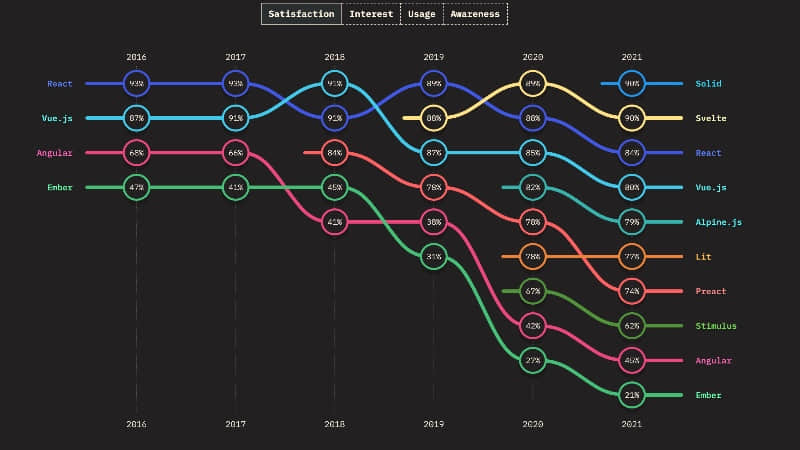 Satisfaction Interest Usage Awareness
2016 2017 2018 2019 2020 2021
React 93% 93% 91% 89% 89% 90% Solid
Vue.js 87% 91% 91% 88% 88% 90% Svelte
Angular 68% 66% 84% 87% 85% 84% React
Ember 47% 41% 45% 78% 82% 80% Vue.js
41% 38% 78% 79% Alpine.js
31% 78% 77% Lit
67% 74% Preact
42% 62% Stimulus
27% 45% Angular
21% Ember
2016 2017 2018 2019 2020 2021